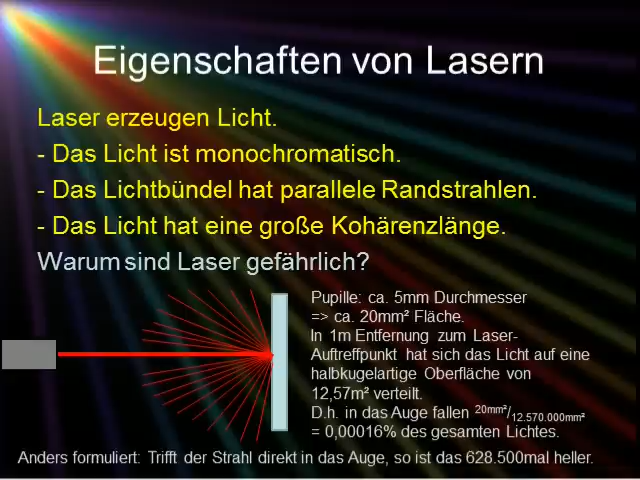 Eigenschaften von Lasern
Laser erzeugen Licht.
- Das Licht ist monochromatisch.
- Das Lichtbündel hat parallele Randstrahlen.
- Das Licht hat eine große Kohärenzlänge.
Warum sind Laser gefährlich?
Pupille: ca. 5mm Durchmesser
=> ca. 20mm² Fläche.
In 1m Entfernung zum Laser-
Auftreffpunkt hat sich das Licht auf eine
halbkugelartige Oberfläche von
12,57m² verteilt.
D.h. in das Auge fallen 20mm²/12.570.000mm²
= 0,00016% des gesamten Lichtes.
Anders formuliert: Trifft der Strahl direkt in das Auge, so ist das 628.500mal heller.